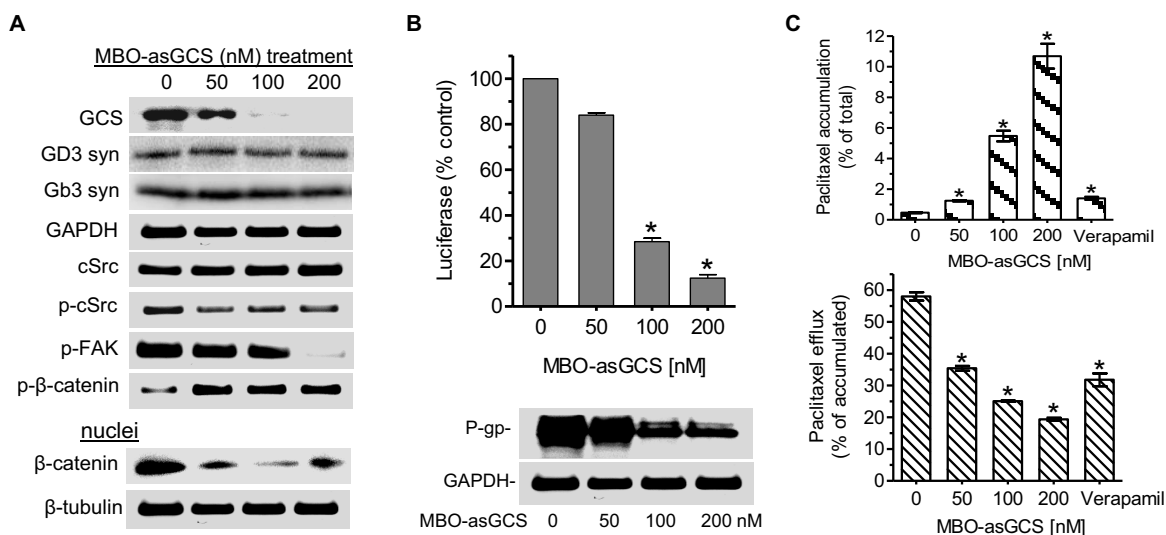 A
MBO-asGCS (nM) treatment
0 50 100 200
GCS
GD3 syn
Gb3 syn
GAPDH
cSrc
p-cSrc
p-FAK
p-β-catenin
nuclei
β-catenin
β-tubulin
B
Luciferase (% control)
100
80
60
40
20
0
*
*
0 50 100 200
MBO-asGCS [nM]
P-gp-
GAPDH-
MBO-asGCS 0 50 100 200 nM
C
Paclitaxel accumulation
(% of total)
12
10
8
6
4
2
0
*
*
*
*
0 50 100 200 Verapamil
MBO-asGCS [nM]
Paclitaxel efflux
(% of accumulated)
60
50
40
30
20
10
0
*
*
*
*
0 50 100 200 Verapamil
MBO-asGCS [nM]